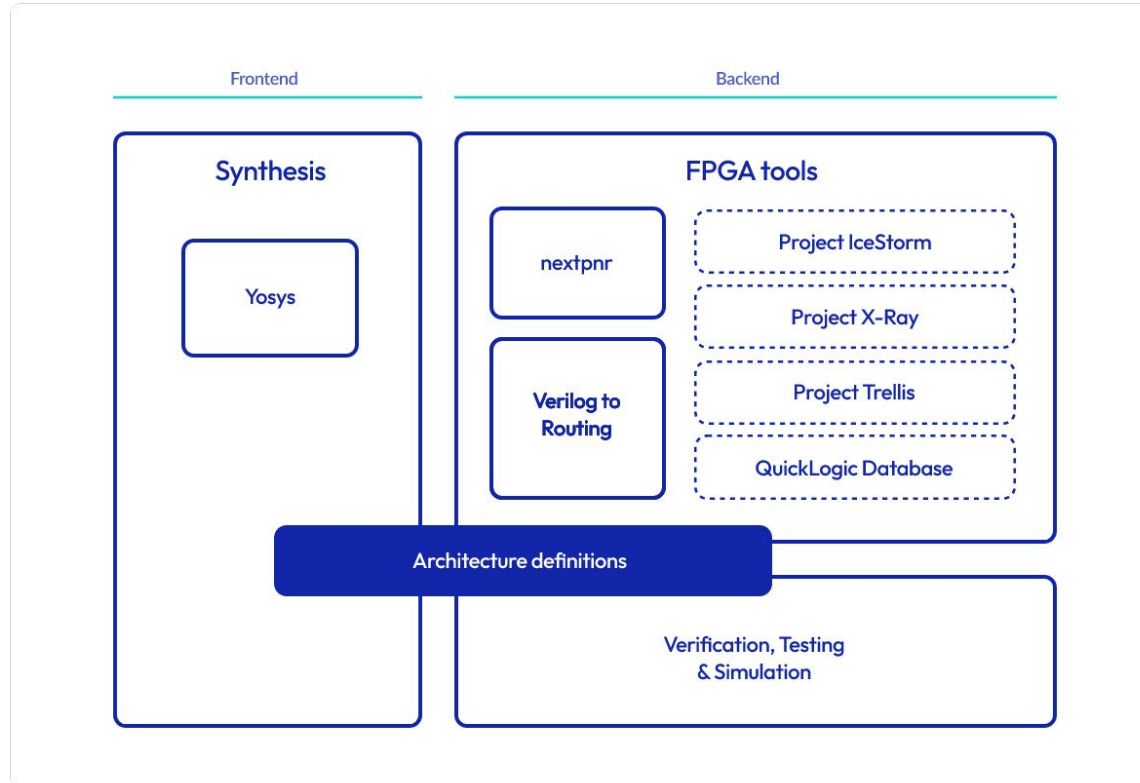 Frontend
Backend
Synthesis
Yosys
FPGA tools
nextpnr
Verilog to
Routing
Project IceStorm
Project X-Ray
Project Trellis
QuickLogic Database
Architecture definitions
Verification, Testing
& Simulation